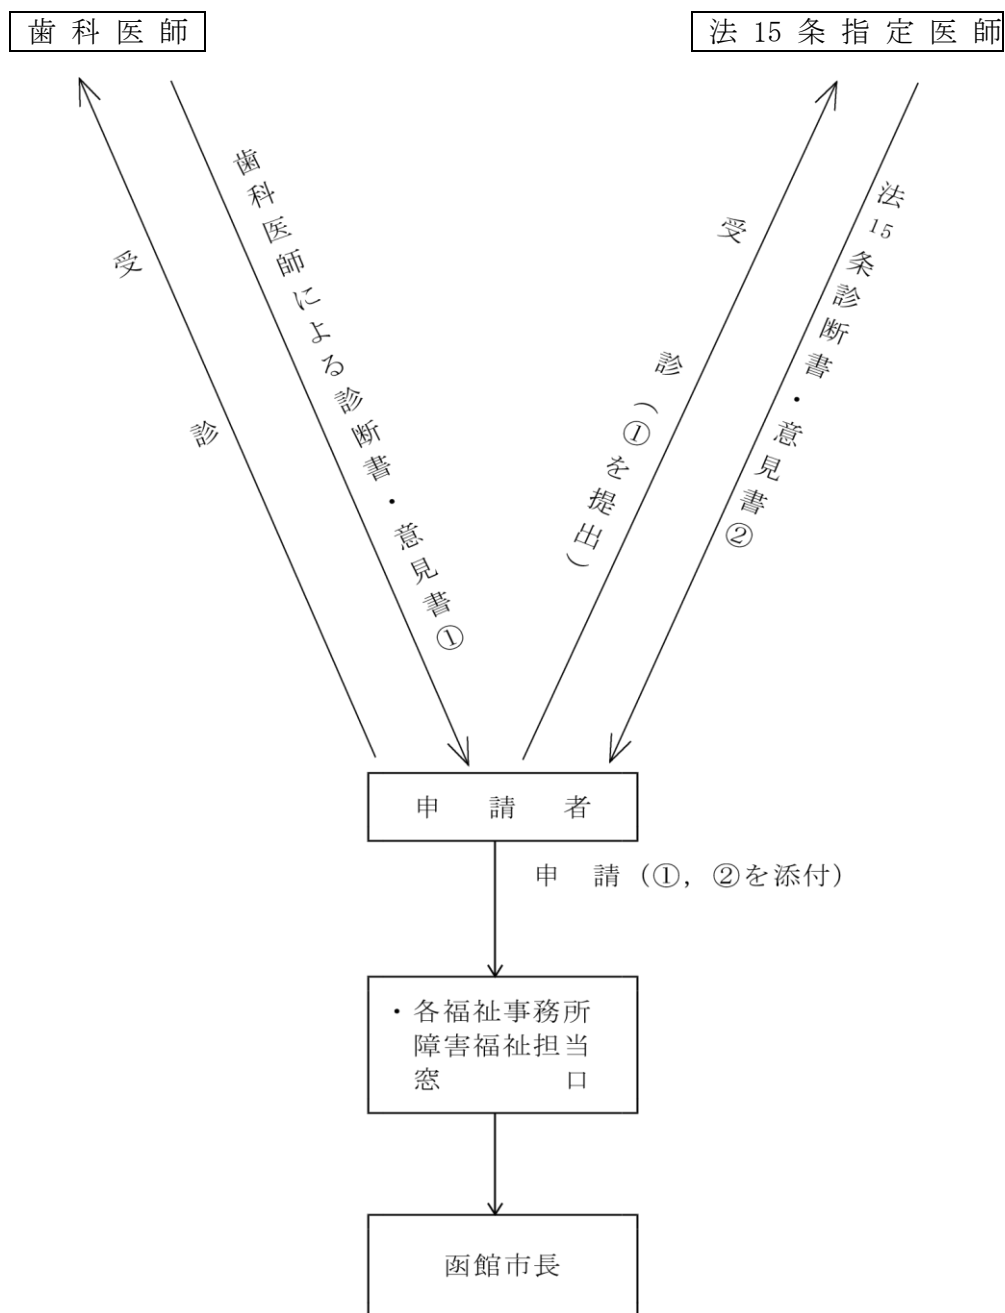 歯科医師
法15条指定医師
受診
歯科医師による診断書・意見書①
受診(①を提出)
法15条診断書・意見書②
申請者
申請(①,②を添付)
・各福祉事務所
障害福祉担当
窓口
函館市長